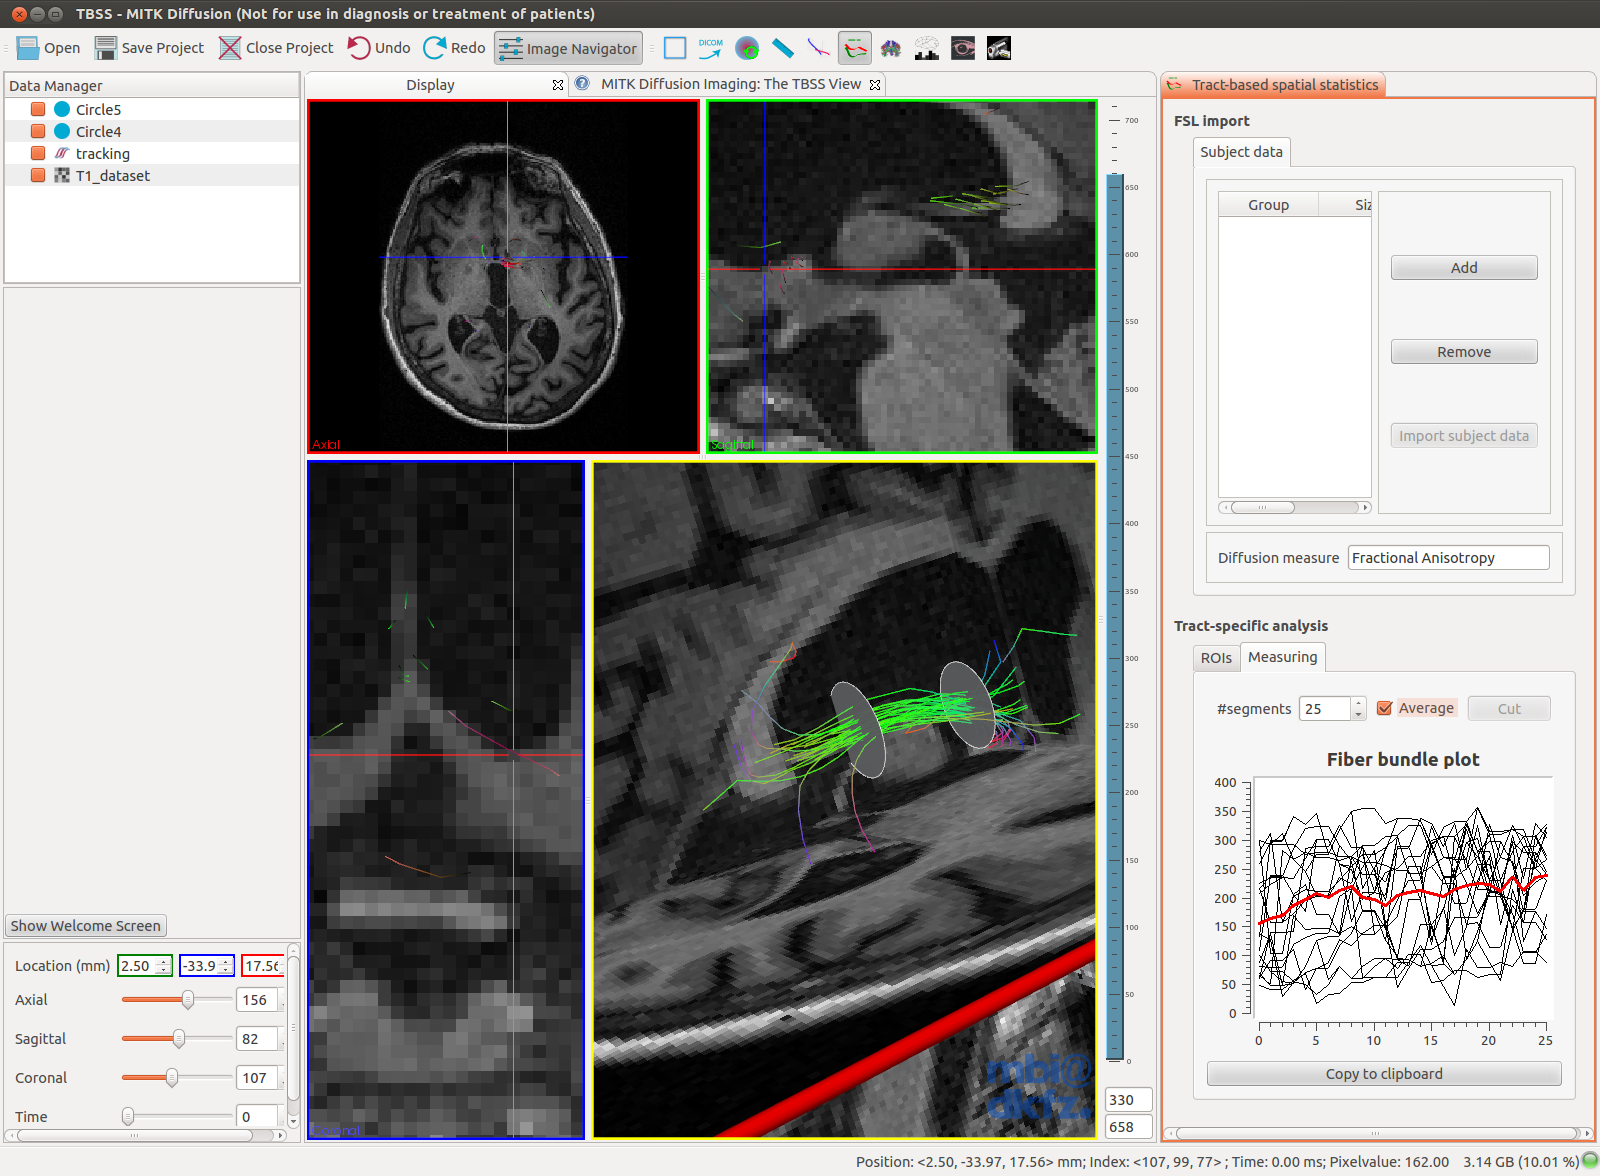 TBSS - MITK Diffusion (Not for use in diagnosis or treatment of patients)
Open Save Project Close Project Undo Redo Image Navigator DICOM
Data Manager
Circle5
Circle4
tracking
T1_dataset
Show Welcome Screen
Location (mm) 2.50 -33.9 17.56
Axial 156
Sagittal 82
Coronal 107
Time 0
Display
MITK Diffusion Imaging: The TBSS View
Axial
Sagittal
Coronal
mbi@
dkfz.
700
650
600
550
500
450
400
350
300
250
200
150
100
50
0
330
658
Tract-based spatial statistics
FSL import
Subject data
Group Siz
Add
Remove
Import subject data
Diffusion measure Fractional Anisotropy
Tract-specific analysis
ROIs Measuring
#segments 25 Average Cut
Fiber bundle plot
400
350
300
250
200
150
100
50
0
0 5 10 15 20 25
Copy to clipboard
Position: <2.50, -33.97, 17.56> mm; Index: <107, 99, 77> ; Time: 0.00 ms; Pixelvalue: 162.00 3.14 GB (10.01 %)